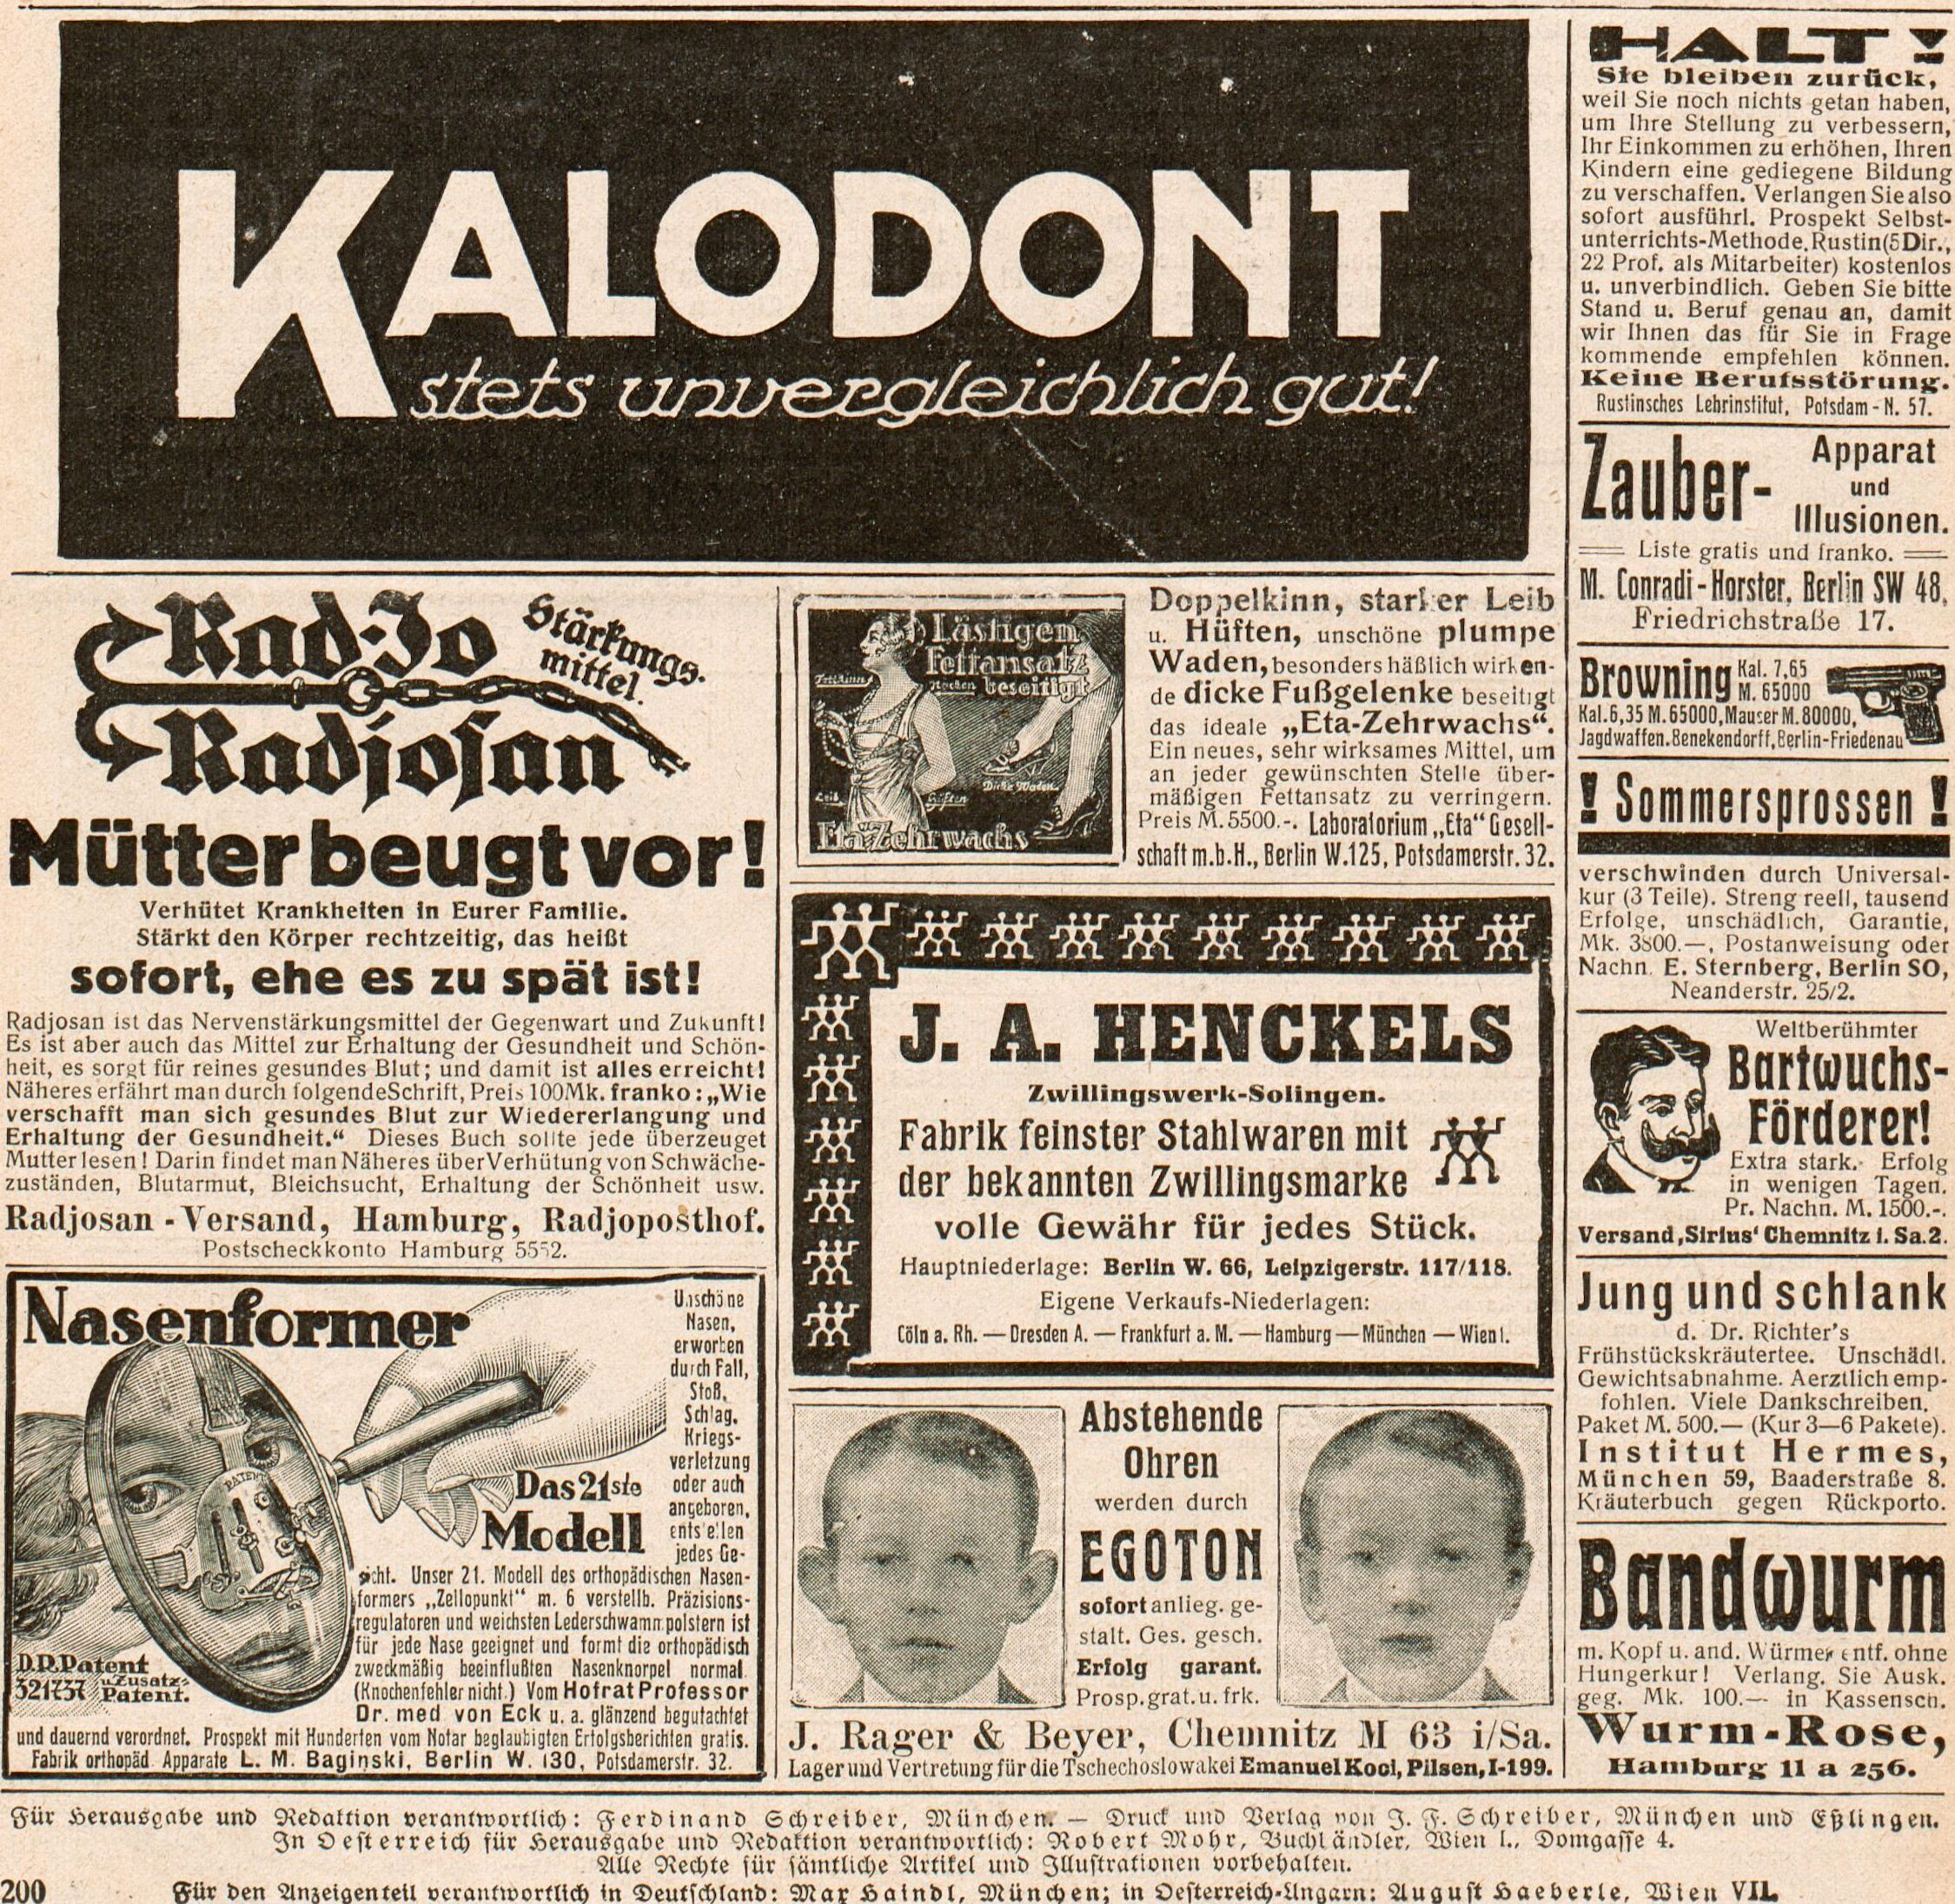 KALODONT
stets unvergleichlich gut!
Rad-Jo
Stärkungs-
mittel.
Radjosan
Mütter beugt vor!
Verhütet Krankheiten in Eurer Familie.
Stärkt den Körper rechtzeitig, das heißt
sofort, ehe es zu spät ist!
Radjosan ist das Nervenstärkungsmittel der Gegenwart und Zukunft!
Es ist aber auch das Mittel zur Erhaltung der Gesundheit und Schön-
heit, es sorgt für reines gesundes Blut; und damit ist alles erreicht!
Näheres erfährt man durch folgende Schrift, Preis 100 Mk. franko: „Wie
verschafft man sich gesundes Blut zur Wiedererlangung und
Erhaltung der Gesundheit.“ Dieses Buch sollte jede überzeuget
Mutter lesen! Darin findet man Näheres über Verhütung von Schwäche-
zuständen, Blutarmut, Bleichsucht, Erhaltung der Schönheit usw.
Radjosan - Versand, Hamburg, Radjoposthof.
Postscheckkonto Hamburg 5552.
Nasenformer
Unschöne
Nasen,
erworben
durch Fall,
Stoß,
Schlag,
Kriegs-
verletzung
oder auch
angeboren,
entstellen
jedes Ge-
PATENT
Das 21ste
Modell
sicht. Unser 21. Modell des orthopädischen Nasen-
formers „Zellopunkt“ m. 6 verstellb. Präzisions-
regulatoren und weichsten Lederschwammpolstern ist
für jede Nase geeignet und formt die orthopädisch
zweckmäßig beeinflußten Nasenknorpel normal.
(Knochenfehler nicht.) Vom Hofrat Professor
Dr. med von Eck u. a. glänzend begutachtet
D.R.Patent
321737 u. Zusatz-
Patent.
und dauernd verordnet. Prospekt mit Hunderten vom Notar beglaubigten Erfolgsberichten gratis.
Fabrik orthopäd. Apparate L. M. Baginski, Berlin W. 130, Potsdamerstr. 32.
Lästigen
Fettansatz
beseitigt
Nacken
Fettkinn
Leib
Hüften
Dicke Waden
Eta-Zehrwachs
Doppelkinn, starker Leib
u. Hüften, unschöne plumpe
Waden, besonders häßlich wirken-
de dicke Fußgelenke beseitigt
das ideale „Eta-Zehrwachs“.
Ein neues, sehr wirksames Mittel, um
an jeder gewünschten Stelle über-
mäßigen Fettansatz zu verringern.
Preis M. 5500.-. Laboratorium „Eta“ Gesell-
schaft m.b.H., Berlin W.125, Potsdamerstr. 32.
J. A. HENCKELS
Zwillingswerk-Solingen.
Fabrik feinster Stahlwaren mit
der bekannten Zwillingsmarke
volle Gewähr für jedes Stück.
Hauptniederlage: Berlin W. 66, Leipzigerstr. 117/118.
Eigene Verkaufs-Niederlagen:
Cöln a. Rh. — Dresden A. — Frankfurt a. M. — Hamburg — München — Wien I.
Abstehende
Ohren
werden durch
EGOTON
sofort anlieg. ge-
stalt. Ges. gesch.
Erfolg garant.
Prosp. grat. u. frk.
J. Rager & Beyer, Chemnitz M 63 i/Sa.
Lager und Vertretung für die Tschechoslowakei Emanuel Kool, Pilsen, I-199.
HALT!
Sie bleiben zurück,
weil Sie noch nichts getan haben,
um Ihre Stellung zu verbessern,
Ihr Einkommen zu erhöhen, Ihren
Kindern eine gediegene Bildung
zu verschaffen. Verlangen Sie also
sofort ausführl. Prospekt Selbst-
unterrichts-Methode, Rustin (5 Dir.,
22 Prof. als Mitarbeiter) kostenlos
u. unverbindlich. Geben Sie bitte
Stand u. Beruf genau an, damit
wir Ihnen das für Sie in Frage
kommende empfehlen können.
Keine Berufsstörung.
Rustinsches Lehrinstitut, Potsdam - N. 57.
Zauber-
Apparat
und
Illusionen.
Liste gratis und franko.
M. Conradi-Horster, Berlin SW 48,
Friedrichstraße 17.
Browning Kal. 7,65
M. 65000
Kal. 6,35 M. 65000, Mauser M. 80000,
Jagdwaffen. Benekendorff, Berlin-Friedenau
! Sommersprossen !
verschwinden durch Universal-
kur (3 Teile). Streng reell, tausend
Erfolge, unschädlich, Garantie,
Mk. 3800.—, Postanweisung oder
Nachn. E. Sternberg, Berlin SO,
Neanderstr. 25/2.
Weltberühmter
Bartwuchs-
Förderer!
Extra stark. Erfolg
in wenigen Tagen.
Pr. Nachn. M. 1500.-.
Versand ‚Sirius‘ Chemnitz i. Sa. 2.
Jung und schlank
d. Dr. Richter's
Frühstückskräutertee. Unschädl.
Gewichtsabnahme. Aerztlich emp-
fohlen. Viele Dankschreiben.
Paket M. 500.— (Kur 3—6 Pakete).
Institut Hermes,
München 59, Baaderstraße 8.
Kräuterbuch gegen Rückporto.
Bandwurm
m. Kopf u. and. Würmer entf. ohne
Hungerkur! Verlang. Sie Ausk.
geg. Mk. 100.— in Kassensch.
Wurm-Rose,
Hamburg 11 a 256.
Für Herausgabe und Redaktion verantwortlich: Ferdinand Schreiber, München. — Druck und Verlag von J. F. Schreiber, München und Eßlingen.
In Oesterreich für Herausgabe und Redaktion verantwortlich: Robert Mohr, Buchhändler, Wien I., Domgasse 4.
Alle Rechte für sämtliche Artikel und Illustrationen vorbehalten.
200 Für den Anzeigenteil verantwortlich in Deutschland: Max Haindl, München; in Oesterreich-Ungarn: August Haeberle, Wien VII.